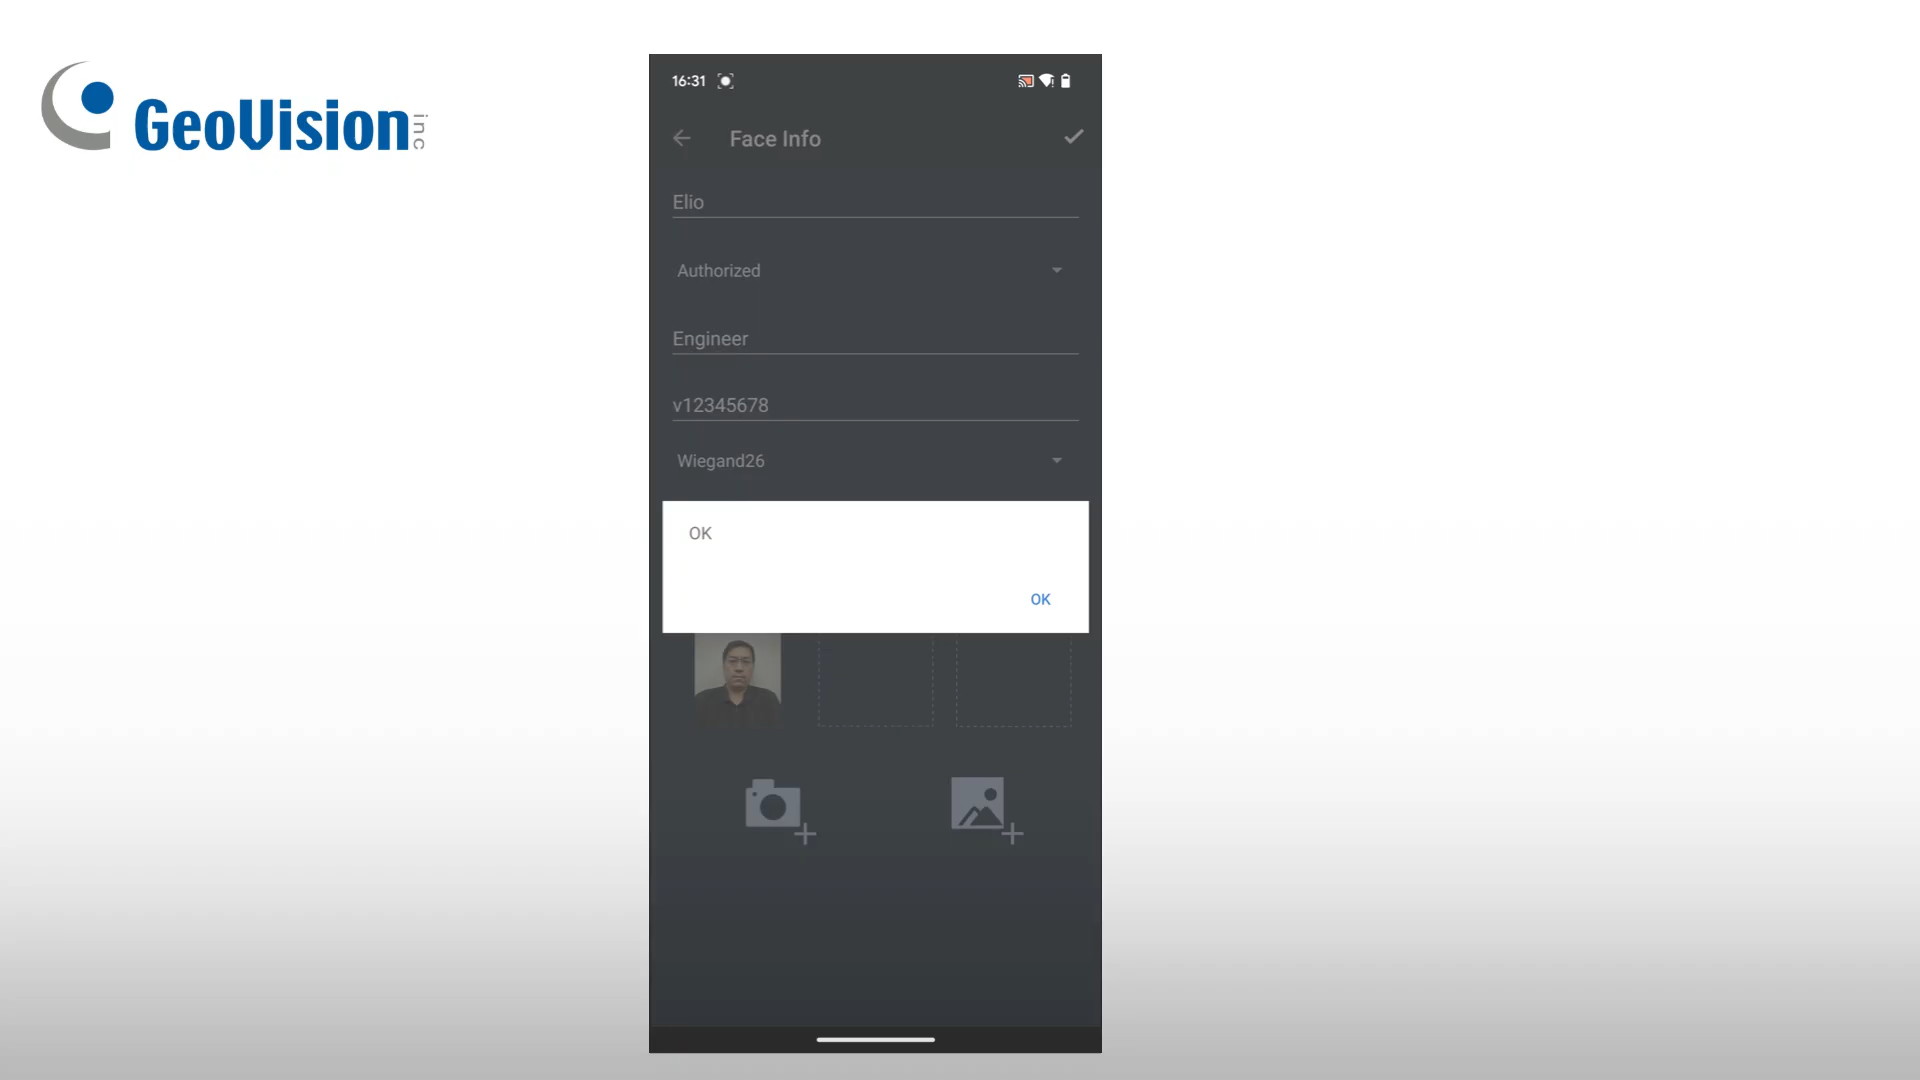 GeoVision inc
16:31
Face Info
Elio
Authorized
Engineer
v12345678
Wiegand26
OK
OK